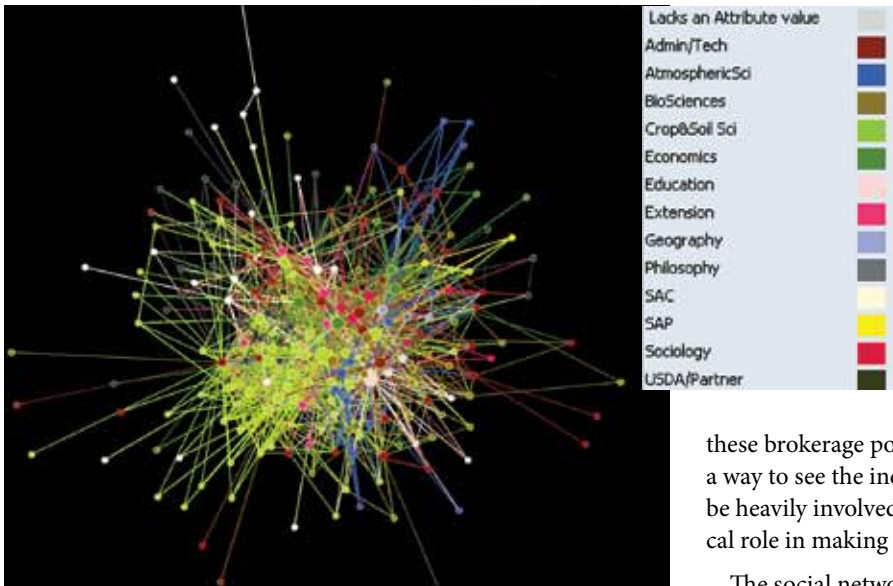 Lacks an Attribute value
Admin/Tech
AtmosphericSci
BioSciences
Crop&Soil Sci
Economics
Education
Extension
Geography
Philosophy
SAC
SAP
Sociology
USDA/Partner
these brokerage po
a way to see the in
be heavily involved
cal role in making
The social netwo